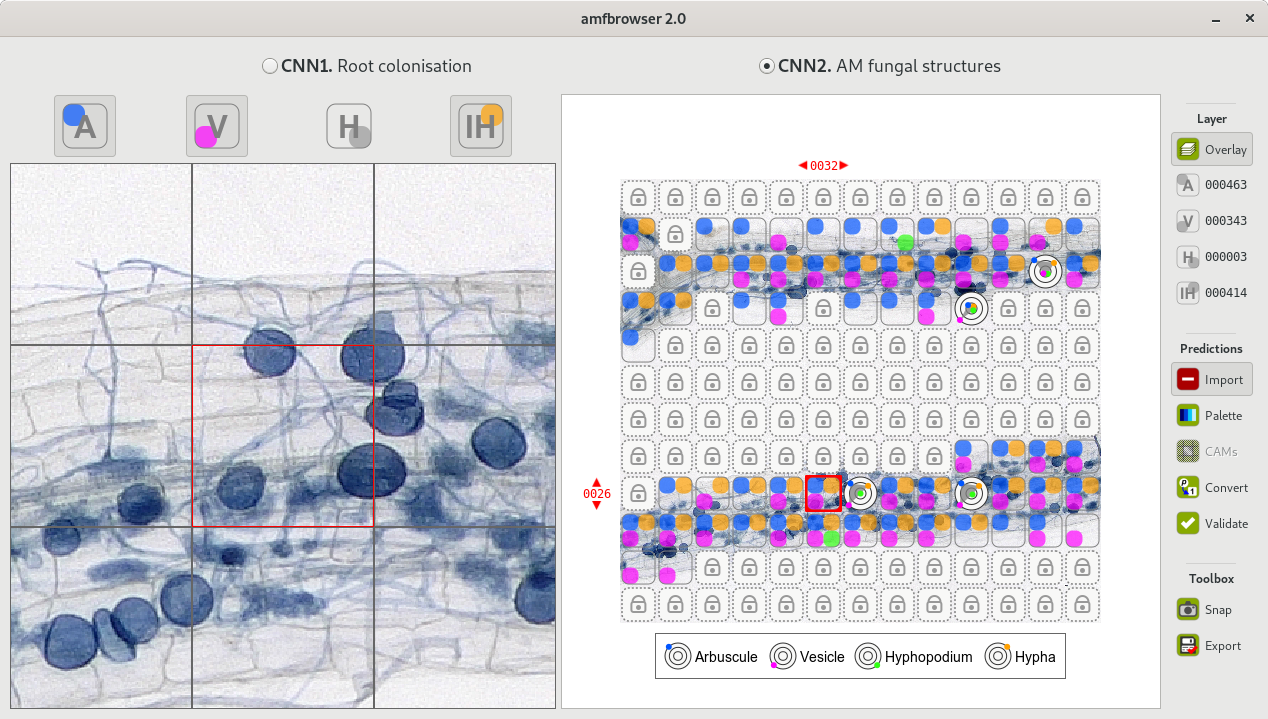 amfbrowser 2.0
CNN1. Root colonisation
CNN2. AM fungal structures
A
V
H
IH
0032
0026
Arbuscule
Vesicle
Hyphopodium
Hypha
Layer
Overlay
A 000463
V 000343
H 000003
IH 000414
Predictions
Import
Palette
CAMs
P 1 Convert
Validate
Toolbox
Snap
Export